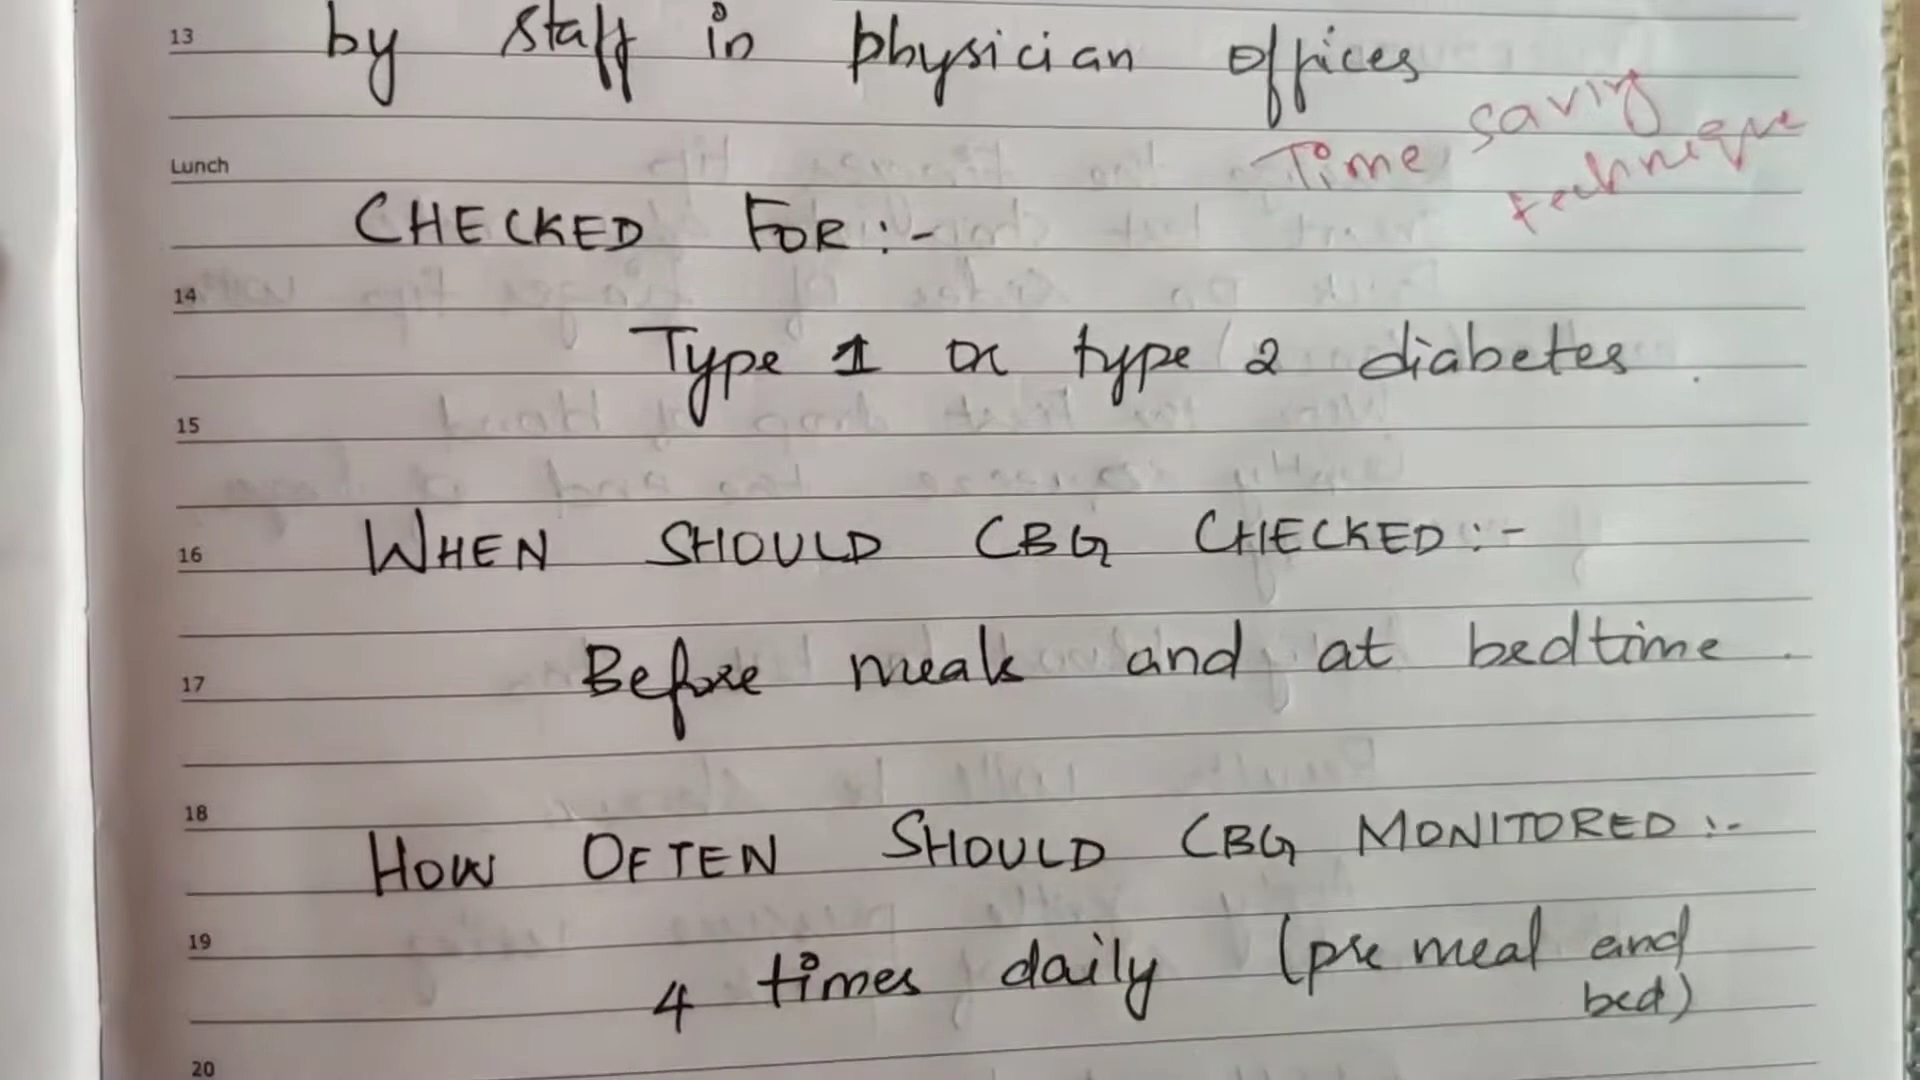 13 by staff in physician offices
Time saving
technique
Lunch
CHECKED FOR:-
14
Type 1 or type 2 diabetes.
15
16 WHEN SHOULD CBG CHECKED:-
17 Before meals and at bedtime.
18
HOW OFTEN SHOULD CBG MONITORED:-
19
4 times daily (pre meal and
bed)
20